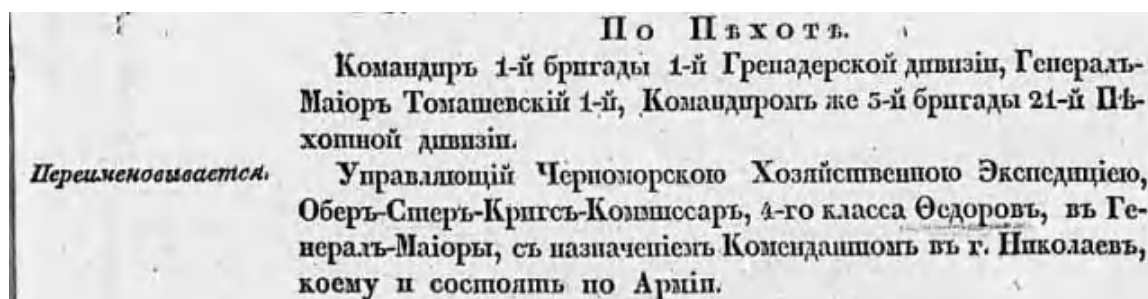 По Пѣхотѣ.
Командиръ 1-й бригады 1-й Гренадерской дивизіи, Генералъ-
Маіоръ Томашевскій 1-й, Командиромъ же 3-й бригады 21-й Пѣ-
хотной дивизіи.
Переименовывается.
Управляющій Черноморскою Хозяйственною Экспедиціею,
Оберъ-Стеръ-Кригсъ-Коммиссаръ, 4-го класса Ѳедоровъ, въ Ге-
нералъ-Маіоры, съ назначеніемъ Комендантомъ въ г. Николаевъ,
коему и состоять по Арміи.